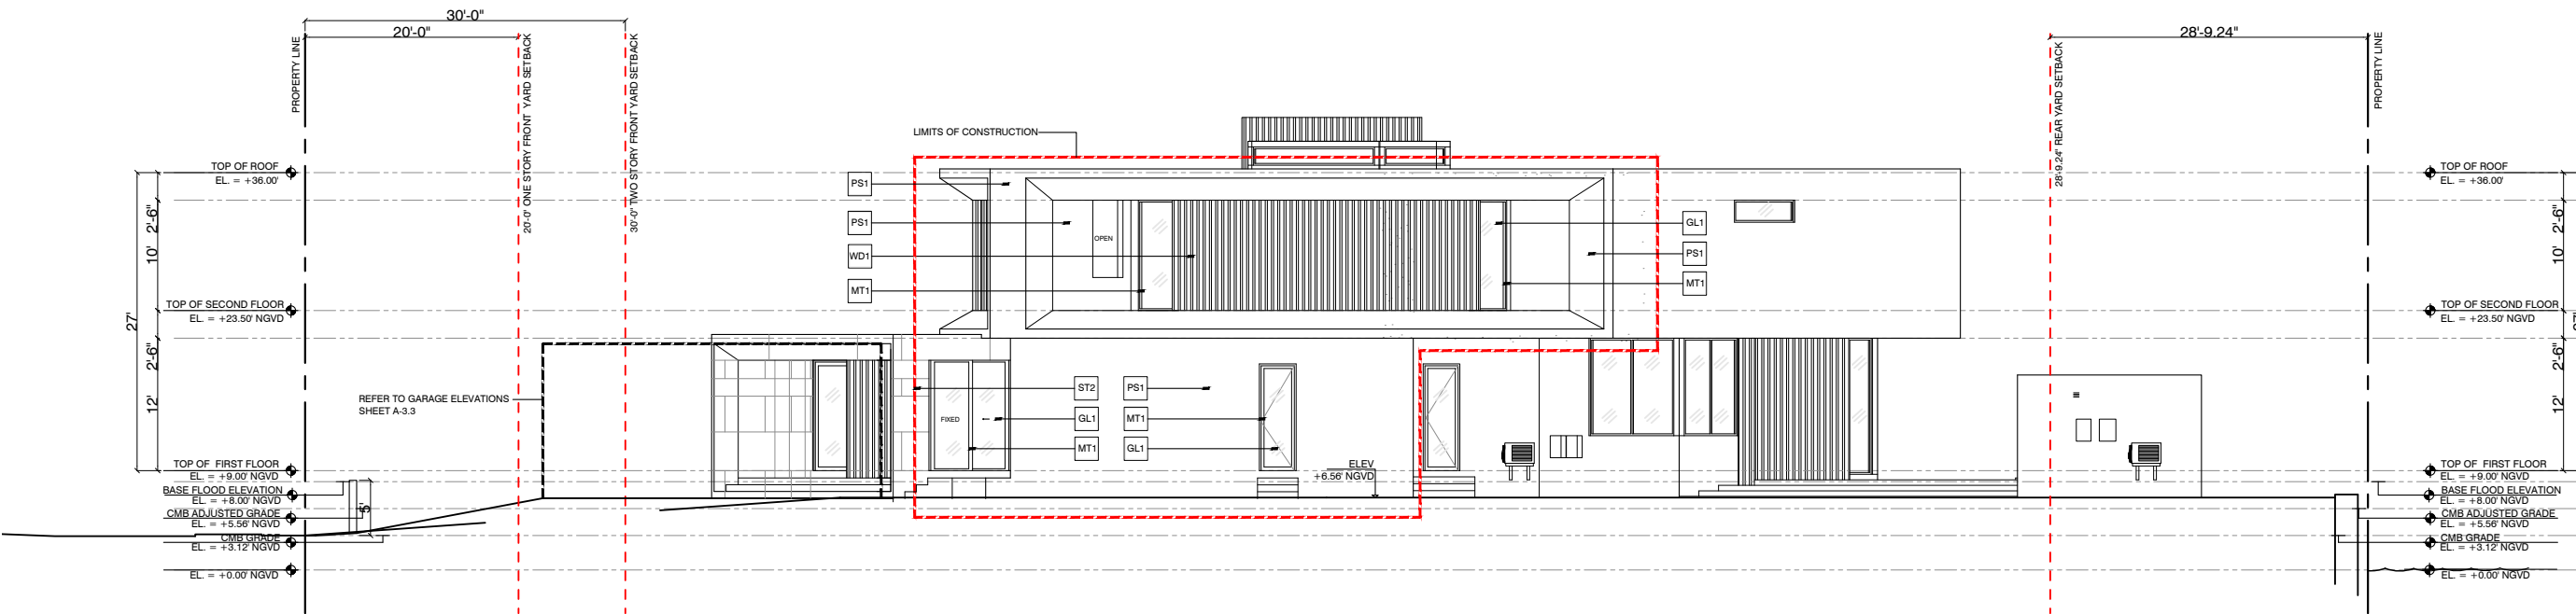 30'-0"
20'-0"
28'-9.24"
PROPERTY LINE
20'-0' ONE STORY FRONT YARD SETBACK
30'-0" TWO STORY FRONT YARD SETBACK
28'-9.24" REAR YARD SETBACK
PROPERTY LINE
LIMITS OF CONSTRUCTION
TOP OF ROOF
EL. = +36.00'
TOP OF SECOND FLOOR
EL. = +23.50' NGVD
TOP OF FIRST FLOOR
EL. = +9.00' NGVD
BASE FLOOD ELEVATION
EL. = +8.00' NGVD
CMB ADJUSTED GRADE
EL. = +5.56' NGVD
CMB GRADE
EL. = +3.12' NGVD
EL. = +0.00' NGVD
27'
2'-6"
10'
2'-6"
12'
5'
REFER TO GARAGE ELEVATIONS
SHEET A-3.3
PS1
PS1
WD1
MT1
OPEN
GL1
PS1
MT1
FIXED
ST2
GL1
MT1
PS1
MT1
GL1
ELEV
+6.56' NGVD
TOP OF ROOF
EL. = +36.00'
TOP OF SECOND FLOOR
EL. = +23.50' NGVD
TOP OF FIRST FLOOR
EL. = +9.00' NGVD
BASE FLOOD ELEVATION
EL. = +8.00' NGVD
CMB ADJUSTED GRADE
EL. = +5.56' NGVD
CMB GRADE
EL. = +3.12' NGVD
EL. = +0.00' NGVD
2'-6"
10'
2'-6"
12'